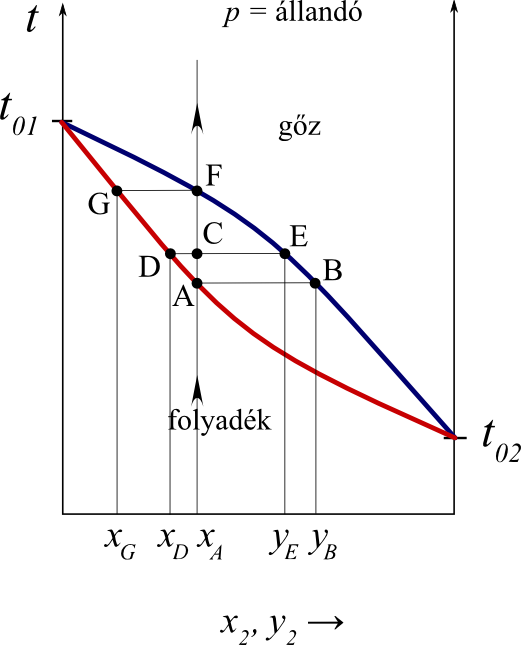 t
p = állandó
t01
gőz
F
G
C
E
D
B
A
folyadék
t02
xG xD xA yE yB
x2, y2 →